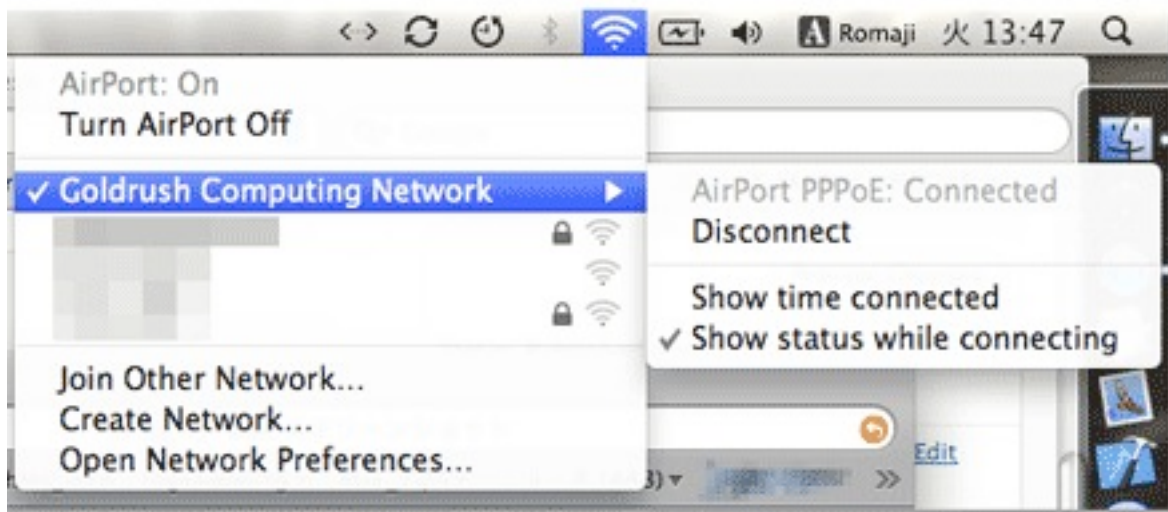 Romaji 火 13:47
AirPort: On
Turn AirPort Off
Goldrush Computing Network
Join Other Network...
Create Network...
Open Network Preferences...
AirPort PPPoE: Connected
Disconnect
Show time connected
Show status while connecting
Edit